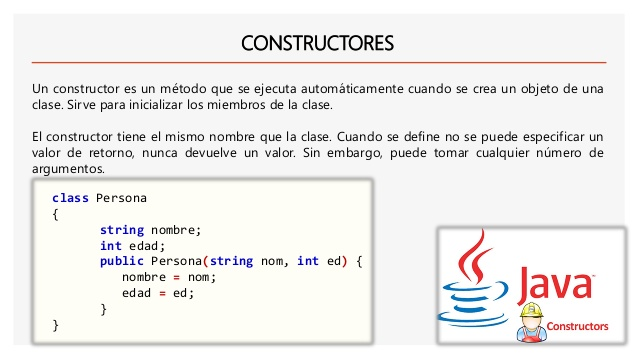 CONSTRUCTORES
Un constructor es un método que se ejecuta automáticamente cuando se crea un objeto de una
clase. Sirve para inicializar los miembros de la clase.
El constructor tiene el mismo nombre que la clase. Cuando se define no se puede especificar un
valor de retorno, nunca devuelve un valor. Sin embargo, puede tomar cualquier número de
argumentos.
class Persona
{
string nombre;
int edad;
public Persona(string nom, int ed) {
nombre = nom;
edad = ed;
}
}
Java™
Constructors